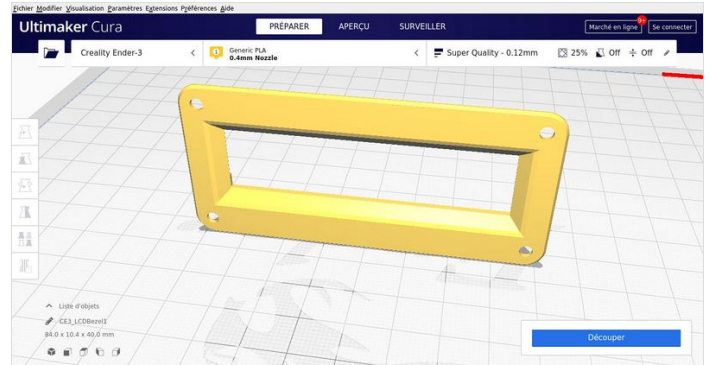 Fichier Modifier Visualisation Paramètres Extensions Préférences Aide
Ultimaker Cura PRÉPARER APERÇU SURVEILLER Marché en ligne 9+ Se connecter
Creality Ender-3 < 1 Generic PLA < Super Quality - 0.12mm 25% Off Off
0.4mm Nozzle
Liste d'objets
CE3_LCDBezel1
84.0 x 10.4 x 40.0 mm
Découper